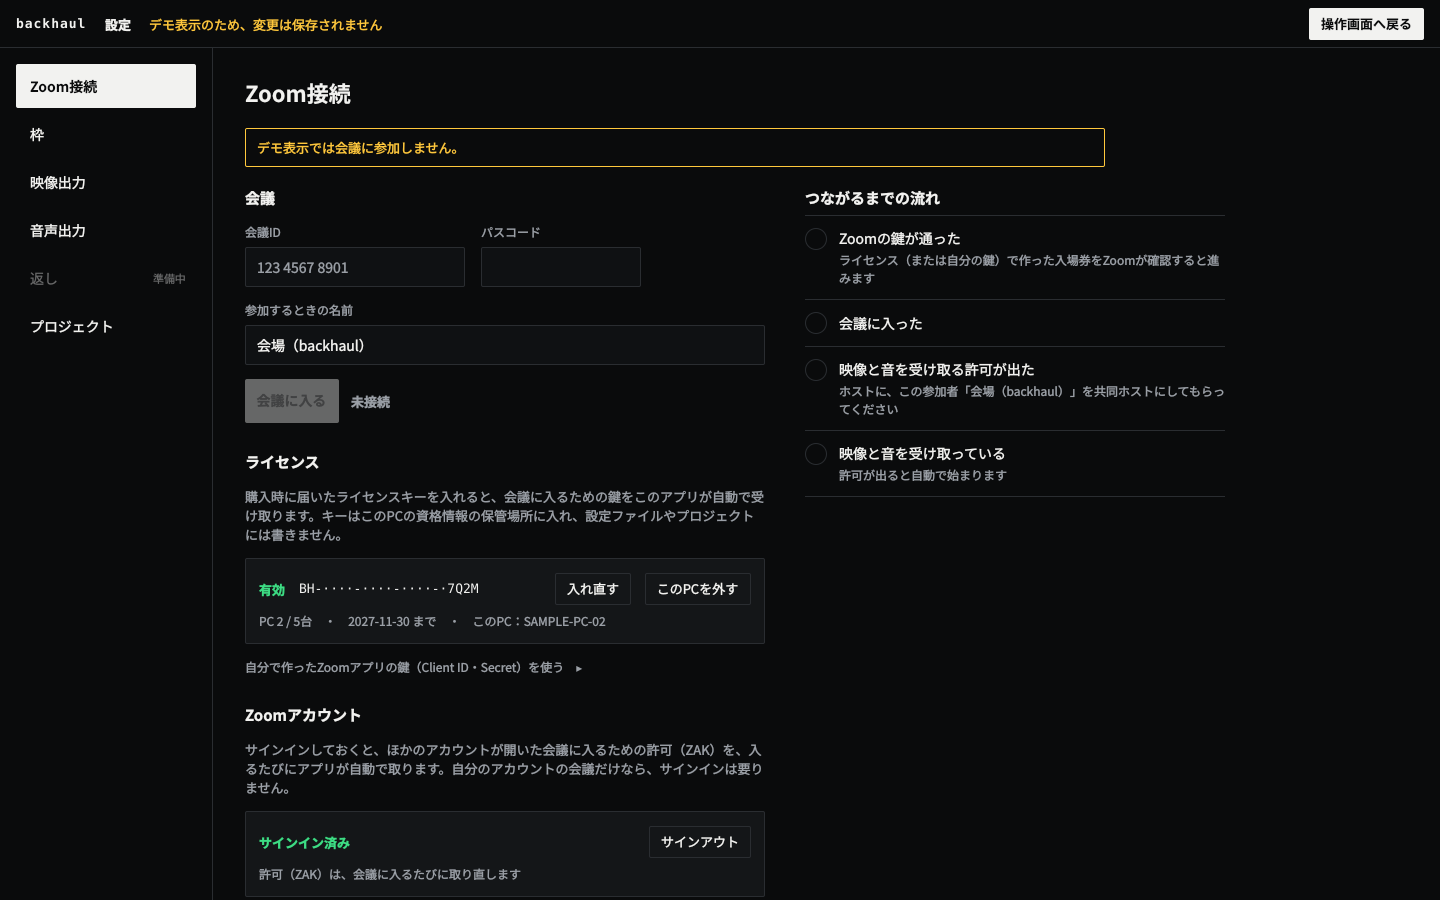 backhaul 設定 デモ表示のため、変更は保存されません 操作画面へ戻る
Zoom接続
枠
映像出力
音声出力
返し 準備中
プロジェクト
Zoom接続
デモ表示では会議に参加しません。
会議
会議ID パスコード
123 4567 8901
参加するときの名前
会場（backhaul）
会議に入る 未接続
ライセンス
購入時に届いたライセンスキーを入れると、会議に入るための鍵をこのアプリが自動で受
け取ります。キーはこのPCの資格情報の保管場所に入れ、設定ファイルやプロジェクト
には書きません。
有効 BH-····-····-····-·7Q2M 入れ直す このPCを外す
PC 2 / 5台 ・ 2027-11-30 まで ・ このPC：SAMPLE-PC-02
自分で作ったZoomアプリの鍵（Client ID・Secret）を使う ▸
Zoomアカウント
サインインしておくと、ほかのアカウントが開いた会議に入るための許可（ZAK）を、入
るたびにアプリが自動で取ります。自分のアカウントの会議だけなら、サインインは要り
ません。
サインイン済み サインアウト
許可（ZAK）は、会議に入るたびに取り直します
つながるまでの流れ
Zoomの鍵が通った
ライセンス（または自分の鍵）で作った入場券をZoomが確認すると進
みます
会議に入った
映像と音を受け取る許可が出た
ホストに、この参加者「会場（backhaul）」を共同ホストにしてもらっ
てください
映像と音を受け取っている
許可が出ると自動で始まります